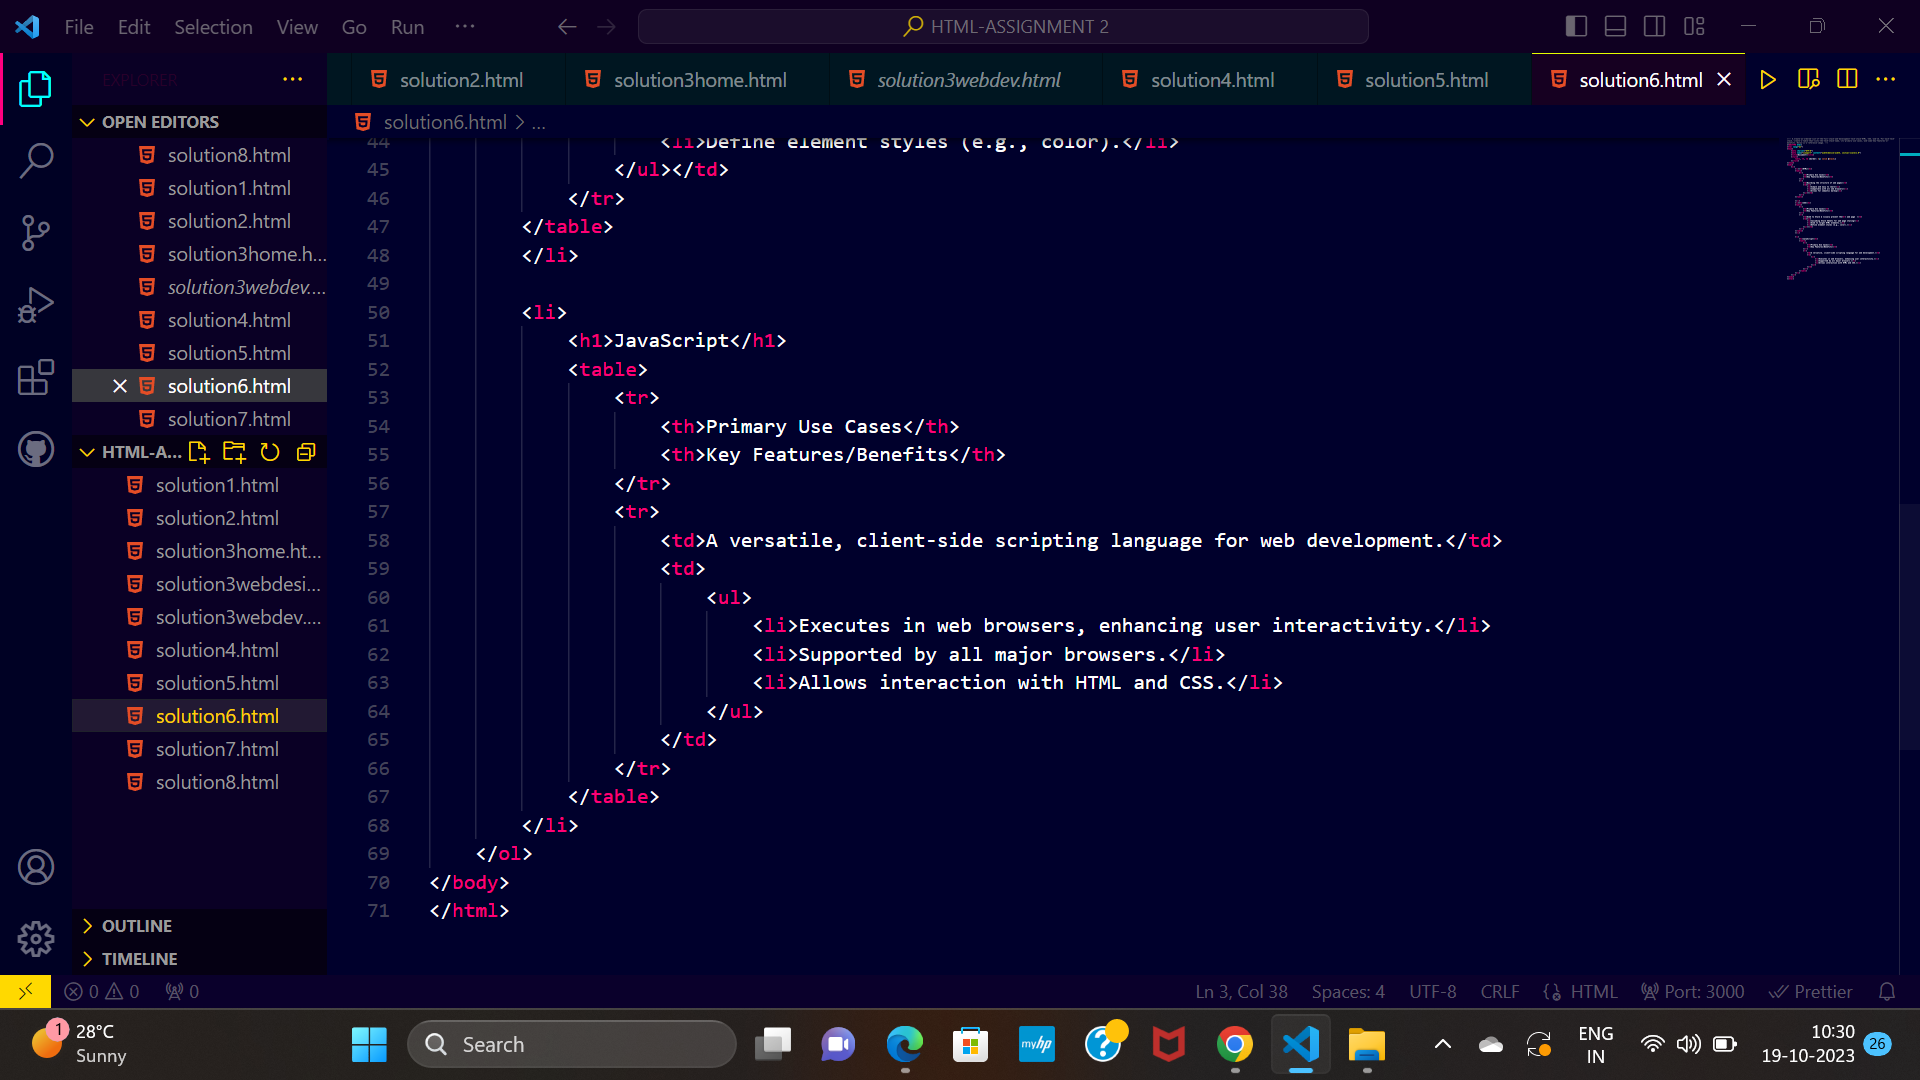 File Edit Selection View Go Run ...
HTML-ASSIGNMENT 2
EXPLORER
OPEN EDITORS
solution8.html
solution1.html
solution2.html
solution3home.h...
solution3webdev....
solution4.html
solution5.html
solution6.html
solution7.html
HTML-A...
solution1.html
solution2.html
solution3home.ht...
solution3webdesi...
solution3webdev....
solution4.html
solution5.html
solution6.html
solution7.html
solution8.html
OUTLINE
TIMELINE
solution2.html solution3home.html solution3webdev.html solution4.html solution5.html solution6.html
solution6.html > ...
44 <li>Define element styles (e.g., color).</li>
45 </ul></td>
46 </tr>
47 </table>
48 </li>
49
50 <li>
51 <h1>JavaScript</h1>
52 <table>
53 <tr>
54 <th>Primary Use Cases</th>
55 <th>Key Features/Benefits</th>
56 </tr>
57 <tr>
58 <td>A versatile, client-side scripting language for web development.</td>
59 <td>
60 <ul>
61 <li>Executes in web browsers, enhancing user interactivity.</li>
62 <li>Supported by all major browsers.</li>
63 <li>Allows interaction with HTML and CSS.</li>
64 </ul>
65 </td>
66 </tr>
67 </table>
68 </li>
69 </ol>
70 </body>
71 </html>
0 0 0 Ln 3, Col 38 Spaces: 4 UTF-8 CRLF HTML Port: 3000 Prettier
1 28°C
Sunny
Search
myhp
ENG
IN
10:30
19-10-2023
26